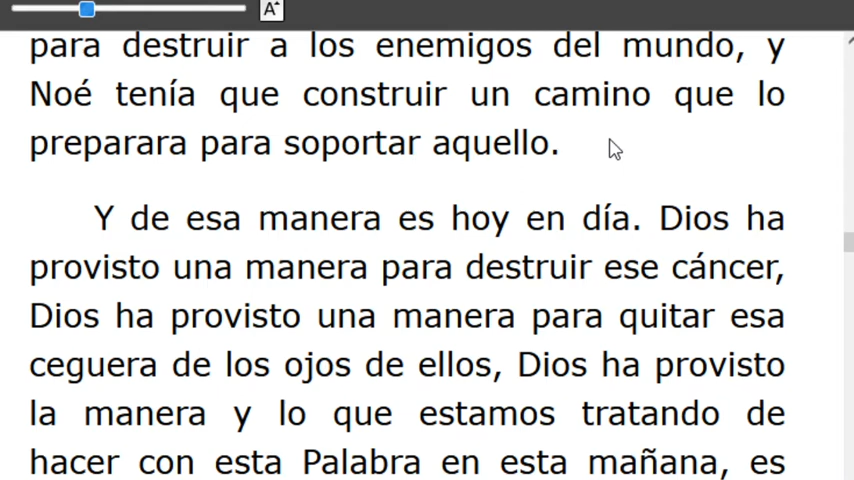 A
para destruir a los enemigos del mundo, y
Noé tenía que construir un camino que lo
preparara para soportar aquello.
Y de esa manera es hoy en día. Dios ha
provisto una manera para destruir ese cáncer,
Dios ha provisto una manera para quitar esa
ceguera de los ojos de ellos, Dios ha provisto
la manera y lo que estamos tratando de
hacer con esta Palabra en esta mañana, es